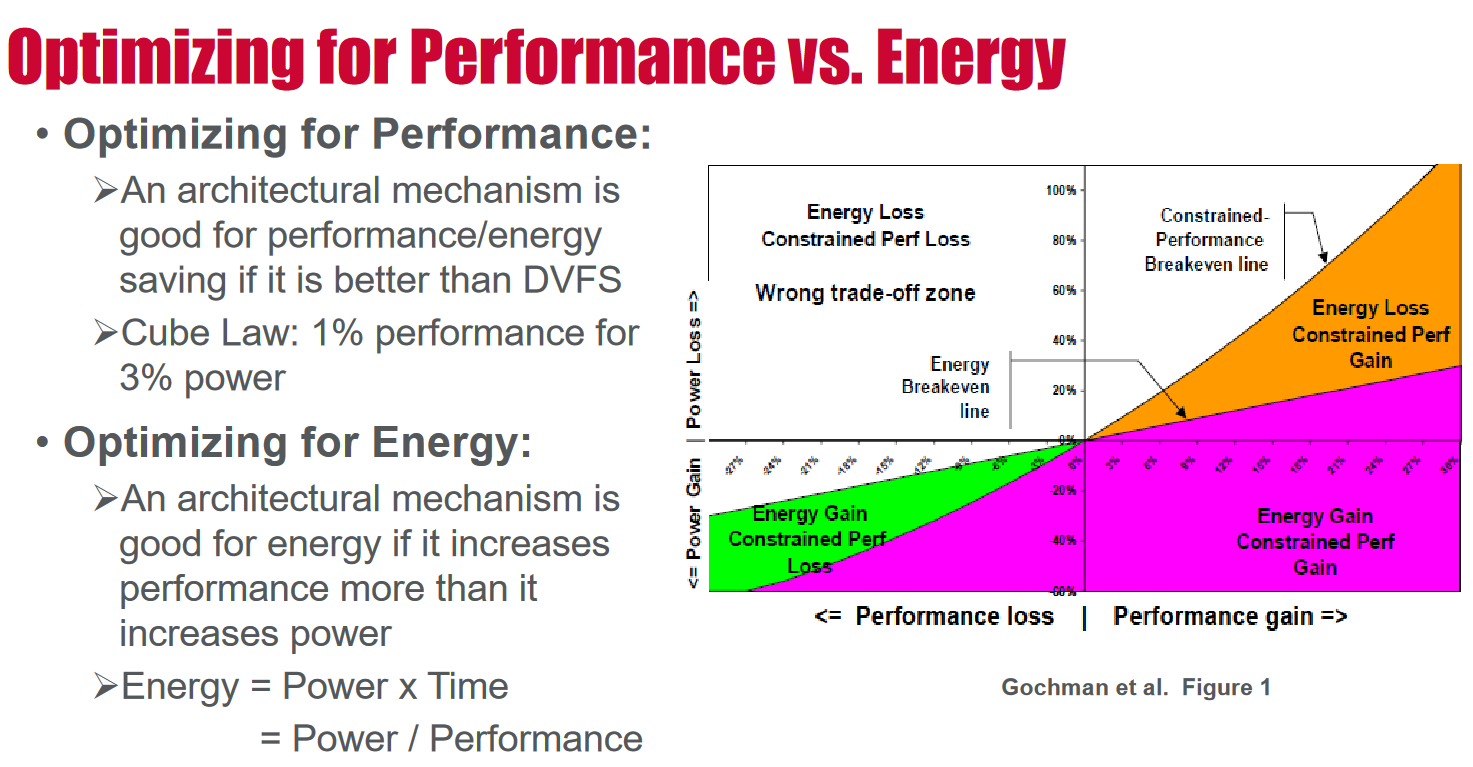 Optimizing for Performance vs. Energy
• Optimizing for Performance:
➢An architectural mechanism is
good for performance/energy
saving if it is better than DVFS
➢Cube Law: 1% performance for
3% power
• Optimizing for Energy:
➢An architectural mechanism is
good for energy if it increases
performance more than it
increases power
➢Energy = Power x Time
= Power / Performance
Energy Loss
Constrained Perf Loss
Wrong trade-off zone
Constrained-
Performance
Breakeven line
Energy Loss
Constrained Perf
Gain
Energy
Breakeven
line
Energy Gain
Constrained Perf
Loss
Energy Gain
Constrained Perf
Gain
100%
80%
60%
40%
20%
0%
-20%
-40%
-60%
-27% -24% -21% -18% -15% -12% -9% -6% -3% 0% 3% 6% 9% 12% 15% 18% 21% 24% 27% 30%
<= Power Gain | Power Loss =>
<= Performance loss | Performance gain =>
Gochman et al. Figure 1